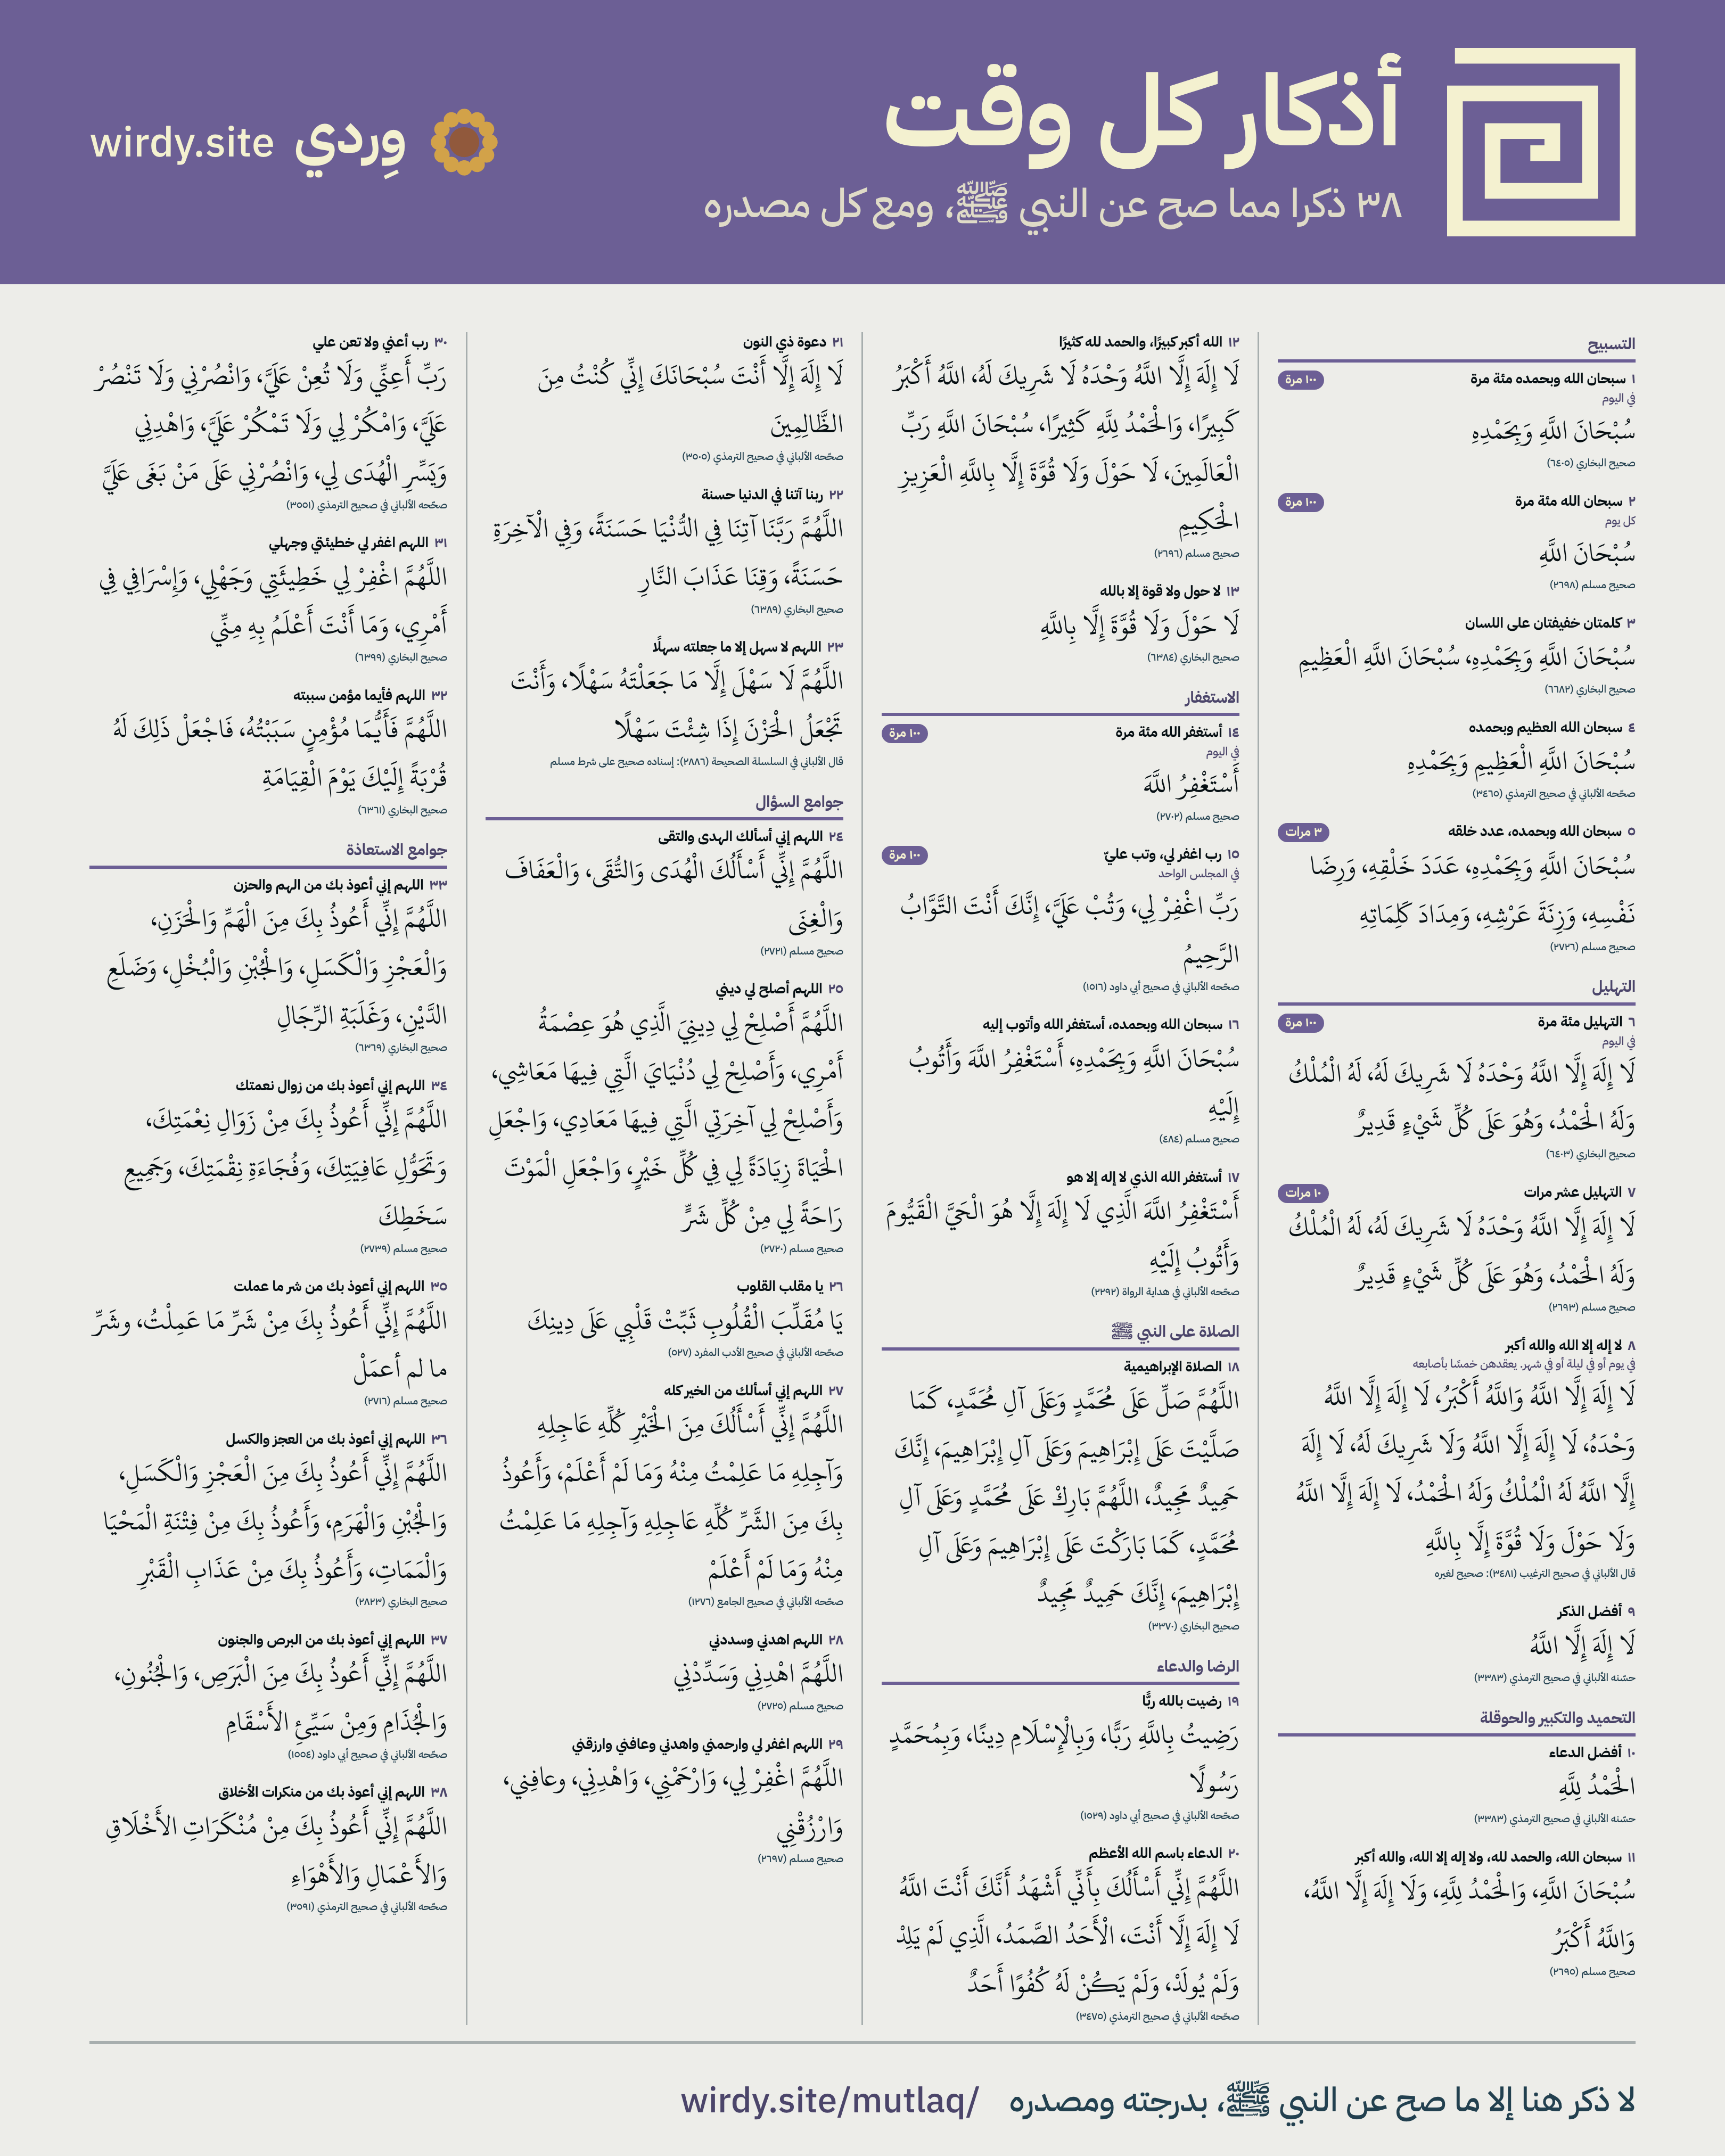 أذكار كل وقت
٣٨ ذكرا مما صح عن النبي ﷺ، ومع كل مصدره
وِردي wirdy.site
التسبيح
١ سبحان الله وبحمده مئة مرة
١٠٠ مرة
في اليوم
سُبْحَانَ اللَّهِ وَبِحَمْدِهِ
صحيح البخاري (٦٤٠٥)
٢ سبحان الله مئة مرة
١٠٠ مرة
كل يوم
سُبْحَانَ اللَّهِ
صحيح مسلم (٢٦٩٨)
٣ كلمتان خفيفتان على اللسان
سُبْحَانَ اللَّهِ وَبِحَمْدِهِ، سُبْحَانَ اللَّهِ الْعَظِيمِ
صحيح البخاري (٦٦٨٢)
٤ سبحان الله العظيم وبحمده
سُبْحَانَ اللَّهِ الْعَظِيمِ وَبِحَمْدِهِ
صححه الألباني في صحيح الترمذي (٣٤٦٥)
٥ سبحان الله وبحمده، عدد خلقه
٣ مرات
سُبْحَانَ اللَّهِ وَبِحَمْدِهِ، عَدَدَ خَلْقِهِ، وَرِضَا
نَفْسِهِ، وَزِنَةَ عَرْشِهِ، وَمِدَادَ كَلِمَاتِهِ
صحيح مسلم (٢٧٢٦)
التهليل
٦ التهليل مئة مرة
١٠٠ مرة
في اليوم
لَا إِلَهَ إِلَّا اللَّهُ وَحْدَهُ لَا شَرِيكَ لَهُ، لَهُ الْمُلْكُ
وَلَهُ الْحَمْدُ، وَهُوَ عَلَى كُلِّ شَيْءٍ قَدِيرٌ
صحيح البخاري (٦٤٠٣)
٧ التهليل عشر مرات
١٠ مرات
لَا إِلَهَ إِلَّا اللَّهُ وَحْدَهُ لَا شَرِيكَ لَهُ، لَهُ الْمُلْكُ
وَلَهُ الْحَمْدُ، وَهُوَ عَلَى كُلِّ شَيْءٍ قَدِيرٌ
صحيح مسلم (٢٦٩٣)
٨ لا إله إلا الله والله أكبر
في يوم أو في ليلة أو في شهر. يعقدهن خمسًا بأصابعه
لَا إِلَهَ إِلَّا اللَّهُ وَاللَّهُ أَكْبَرُ، لَا إِلَهَ إِلَّا اللَّهُ
وَحْدَهُ، لَا إِلَهَ إِلَّا اللَّهُ وَلَا شَرِيكَ لَهُ، لَا إِلَهَ
إِلَّا اللَّهُ لَهُ الْمُلْكُ وَلَهُ الْحَمْدُ، لَا إِلَهَ إِلَّا اللَّهُ
وَلَا حَوْلَ وَلَا قُوَّةَ إِلَّا بِاللَّهِ
قال الألباني في صحيح الترغيب (٣٤٨١): صحيح لغيره
٩ أفضل الذكر
لَا إِلَهَ إِلَّا اللَّهُ
حسّنه الألباني في صحيح الترمذي (٣٣٨٣)
التحميد والتكبير والحوقلة
١٠ أفضل الدعاء
الْحَمْدُ لِلَّهِ
حسّنه الألباني في صحيح الترمذي (٣٣٨٣)
١١ سبحان الله، والحمد لله، ولا إله إلا الله، والله أكبر
سُبْحَانَ اللَّهِ، وَالْحَمْدُ لِلَّهِ، وَلَا إِلَهَ إِلَّا اللَّهُ،
وَاللَّهُ أَكْبَرُ
صحيح مسلم (٢٦٩٥)
١٢ الله أكبر كبيرًا، والحمد لله كثيرًا
لَا إِلَهَ إِلَّا اللَّهُ وَحْدَهُ لَا شَرِيكَ لَهُ، اللَّهُ أَكْبَرُ
كَبِيرًا، وَالْحَمْدُ لِلَّهِ كَثِيرًا، سُبْحَانَ اللَّهِ رَبِّ
الْعَالَمِينَ، لَا حَوْلَ وَلَا قُوَّةَ إِلَّا بِاللَّهِ الْعَزِيزِ
الْحَكِيمِ
صحيح مسلم (٢٦٩٦)
١٣ لا حول ولا قوة إلا بالله
لَا حَوْلَ وَلَا قُوَّةَ إِلَّا بِاللَّهِ
صحيح البخاري (٦٣٨٤)
الاستغفار
١٤ أستغفر الله مئة مرة
١٠٠ مرة
في اليوم
أَسْتَغْفِرُ اللَّهَ
صحيح مسلم (٢٧٠٢)
١٥ رب اغفر لي، وتب عليّ
١٠٠ مرة
في المجلس الواحد
رَبِّ اغْفِرْ لِي، وَتُبْ عَلَيَّ، إِنَّكَ أَنْتَ التَّوَّابُ
الرَّحِيمُ
صححه الألباني في صحيح أبي داود (١٥١٦)
١٦ سبحان الله وبحمده، أستغفر الله وأتوب إليه
سُبْحَانَ اللَّهِ وَبِحَمْدِهِ، أَسْتَغْفِرُ اللَّهَ وَأَتُوبُ
إِلَيْهِ
صحيح مسلم (٤٨٤)
١٧ أستغفر الله الذي لا إله إلا هو
أَسْتَغْفِرُ اللَّهَ الَّذِي لَا إِلَهَ إِلَّا هُوَ الْحَيَّ الْقَيُّومَ
وَأَتُوبُ إِلَيْهِ
صححه الألباني في هداية الرواة (٢٢٩٢)
الصلاة على النبي ﷺ
١٨ الصلاة الإبراهيمية
اللَّهُمَّ صَلِّ عَلَى مُحَمَّدٍ وَعَلَى آلِ مُحَمَّدٍ، كَمَا
صَلَّيْتَ عَلَى إِبْرَاهِيمَ وَعَلَى آلِ إِبْرَاهِيمَ، إِنَّكَ
حَمِيدٌ مَجِيدٌ، اللَّهُمَّ بَارِكْ عَلَى مُحَمَّدٍ وَعَلَى آلِ
مُحَمَّدٍ، كَمَا بَارَكْتَ عَلَى إِبْرَاهِيمَ وَعَلَى آلِ
إِبْرَاهِيمَ، إِنَّكَ حَمِيدٌ مَجِيدٌ
صحيح البخاري (٣٣٧٠)
الرضا والدعاء
١٩ رضيت بالله ربًّا
رَضِيتُ بِاللَّهِ رَبًّا، وَبِالْإِسْلَامِ دِينًا، وَبِمُحَمَّدٍ
رَسُولًا
صححه الألباني في صحيح أبي داود (١٥٢٩)
٢٠ الدعاء باسم الله الأعظم
اللَّهُمَّ إِنِّي أَسْأَلُكَ بِأَنِّي أَشْهَدُ أَنَّكَ أَنْتَ اللَّهُ
لَا إِلَهَ إِلَّا أَنْتَ، الْأَحَدُ الصَّمَدُ، الَّذِي لَمْ يَلِدْ
وَلَمْ يُولَدْ، وَلَمْ يَكُنْ لَهُ كُفُوًا أَحَدٌ
صححه الألباني في صحيح الترمذي (٣٤٧٥)
٢١ دعوة ذي النون
لَا إِلَهَ إِلَّا أَنْتَ سُبْحَانَكَ إِنِّي كُنْتُ مِنَ
الظَّالِمِينَ
صححه الألباني في صحيح الترمذي (٣٥٠٥)
٢٢ ربنا آتنا في الدنيا حسنة
اللَّهُمَّ رَبَّنَا آتِنَا فِي الدُّنْيَا حَسَنَةً، وَفِي الْآخِرَةِ
حَسَنَةً، وَقِنَا عَذَابَ النَّارِ
صحيح البخاري (٦٣٨٩)
٢٣ اللهم لا سهل إلا ما جعلته سهلًا
اللَّهُمَّ لَا سَهْلَ إِلَّا مَا جَعَلْتَهُ سَهْلًا، وَأَنْتَ
تَجْعَلُ الْحَزْنَ إِذَا شِئْتَ سَهْلًا
قال الألباني في السلسلة الصحيحة (٢٨٨٦): إسناده صحيح على شرط مسلم
جوامع السؤال
٢٤ اللهم إني أسألك الهدى والتقى
اللَّهُمَّ إِنِّي أَسْأَلُكَ الْهُدَى وَالتُّقَى، وَالْعَفَافَ
وَالْغِنَى
صحيح مسلم (٢٧٢١)
٢٥ اللهم أصلح لي ديني
اللَّهُمَّ أَصْلِحْ لِي دِينِيَ الَّذِي هُوَ عِصْمَةُ
أَمْرِي، وَأَصْلِحْ لِي دُنْيَايَ الَّتِي فِيهَا مَعَاشِي،
وَأَصْلِحْ لِي آخِرَتِي الَّتِي فِيهَا مَعَادِي، وَاجْعَلِ
الْحَيَاةَ زِيَادَةً لِي فِي كُلِّ خَيْرٍ، وَاجْعَلِ الْمَوْتَ
رَاحَةً لِي مِنْ كُلِّ شَرٍّ
صحيح مسلم (٢٧٢٠)
٢٦ يا مقلب القلوب
يَا مُقَلِّبَ الْقُلُوبِ ثَبِّتْ قَلْبِي عَلَى دِينِكَ
صححه الألباني في صحيح الأدب المفرد (٥٢٧)
٢٧ اللهم إني أسألك من الخير كله
اللَّهُمَّ إِنِّي أَسْأَلُكَ مِنَ الْخَيْرِ كُلِّهِ عَاجِلِهِ
وَآجِلِهِ مَا عَلِمْتُ مِنْهُ وَمَا لَمْ أَعْلَمْ، وَأَعُوذُ
بِكَ مِنَ الشَّرِّ كُلِّهِ عَاجِلِهِ وَآجِلِهِ مَا عَلِمْتُ
مِنْهُ وَمَا لَمْ أَعْلَمْ
صححه الألباني في صحيح الجامع (١٢٧٦)
٢٨ اللهم اهدني وسددني
اللَّهُمَّ اهْدِنِي وَسَدِّدْنِي
صحيح مسلم (٢٧٢٥)
٢٩ اللهم اغفر لي وارحمني واهدني وعافني وارزقني
اللَّهُمَّ اغْفِرْ لِي، وَارْحَمْنِي، وَاهْدِنِي، وعافِنِي،
وَارْزُقْنِي
صحيح مسلم (٢٦٩٧)
٣٠ رب أعني ولا تعن علي
رَبِّ أَعِنِّي وَلَا تُعِنْ عَلَيَّ، وَانْصُرْنِي وَلَا تَنْصُرْ
عَلَيَّ، وَامْكُرْ لِي وَلَا تَمْكُرْ عَلَيَّ، وَاهْدِنِي
وَيَسِّرِ الْهُدَى لِي، وَانْصُرْنِي عَلَى مَنْ بَغَى عَلَيَّ
صححه الألباني في صحيح الترمذي (٣٥٥١)
٣١ اللهم اغفر لي خطيئتي وجهلي
اللَّهُمَّ اغْفِرْ لِي خَطِيئَتِي وَجَهْلِي، وَإِسْرَافِي فِي
أَمْرِي، وَمَا أَنْتَ أَعْلَمُ بِهِ مِنِّي
صحيح البخاري (٦٣٩٩)
٣٢ اللهم فأيما مؤمن سببته
اللَّهُمَّ فَأَيُّمَا مُؤْمِنٍ سَبَبْتُهُ، فَاجْعَلْ ذَلِكَ لَهُ
قُرْبَةً إِلَيْكَ يَوْمَ الْقِيَامَةِ
صحيح البخاري (٦٣٦١)
جوامع الاستعاذة
٣٣ اللهم إني أعوذ بك من الهم والحزن
اللَّهُمَّ إِنِّي أَعُوذُ بِكَ مِنَ الْهَمِّ وَالْحَزَنِ،
وَالْعَجْزِ وَالْكَسَلِ، وَالْجُبْنِ وَالْبُخْلِ، وَضَلَعِ
الدَّيْنِ، وَغَلَبَةِ الرِّجَالِ
صحيح البخاري (٦٣٦٩)
٣٤ اللهم إني أعوذ بك من زوال نعمتك
اللَّهُمَّ إِنِّي أَعُوذُ بِكَ مِنْ زَوَالِ نِعْمَتِكَ،
وَتَحَوُّلِ عَافِيَتِكَ، وَفُجَاءَةِ نِقْمَتِكَ، وَجَمِيعِ
سَخَطِكَ
صحيح مسلم (٢٧٣٩)
٣٥ اللهم إني أعوذ بك من شر ما عملت
اللَّهُمَّ إِنِّي أَعُوذُ بِكَ مِنْ شَرِّ مَا عَمِلْتُ، وشَرِّ
ما لم أعمَلْ
صحيح مسلم (٢٧١٦)
٣٦ اللهم إني أعوذ بك من العجز والكسل
اللَّهُمَّ إِنِّي أَعُوذُ بِكَ مِنَ الْعَجْزِ وَالْكَسَلِ،
وَالْجُبْنِ وَالْهَرَمِ، وَأَعُوذُ بِكَ مِنْ فِتْنَةِ الْمَحْيَا
وَالْمَمَاتِ، وَأَعُوذُ بِكَ مِنْ عَذَابِ الْقَبْرِ
صحيح البخاري (٢٨٢٣)
٣٧ اللهم إني أعوذ بك من البرص والجنون
اللَّهُمَّ إِنِّي أَعُوذُ بِكَ مِنَ الْبَرَصِ، وَالْجُنُونِ،
وَالْجُذَامِ وَمِنْ سَيِّئِ الأَسْقَامِ
صححه الألباني في صحيح أبي داود (١٥٥٤)
٣٨ اللهم إني أعوذ بك من منكرات الأخلاق
اللَّهُمَّ إِنِّي أَعُوذُ بِكَ مِنْ مُنْكَرَاتِ الأَخْلَاقِ
وَالأَعْمَالِ وَالأَهْوَاءِ
صححه الألباني في صحيح الترمذي (٣٥٩١)
لا ذكر هنا إلا ما صح عن النبي ﷺ، بدرجته ومصدره wirdy.site/mutlaq/